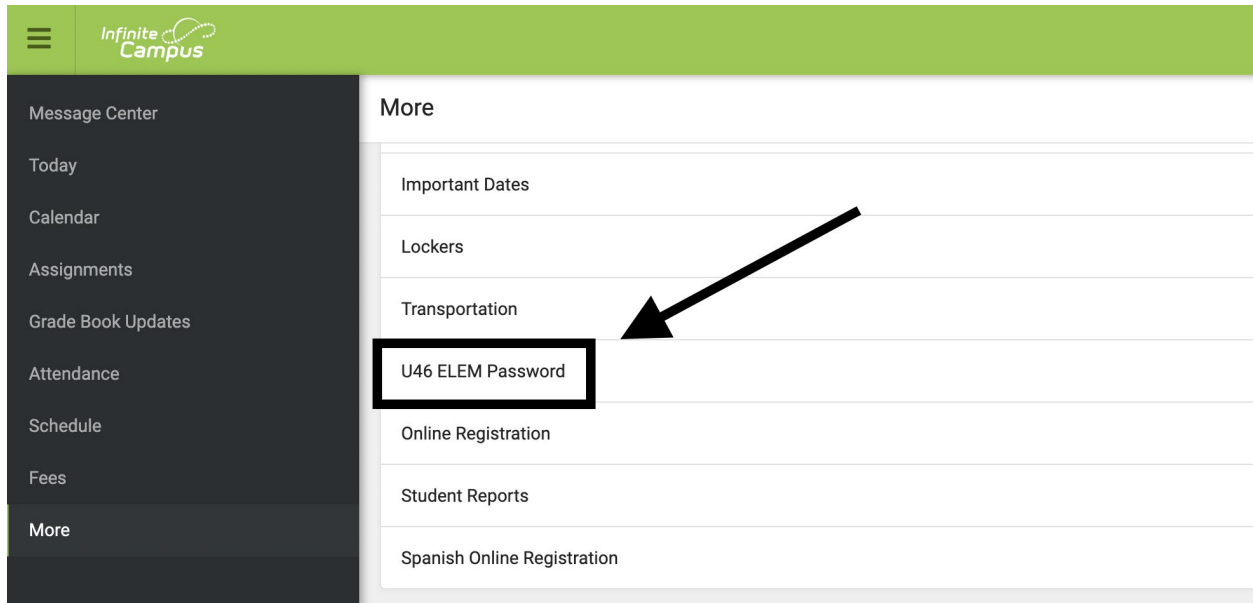 Infinite
Campus
Message Center
Today
Calendar
Assignments
Grade Book Updates
Attendance
Schedule
Fees
More
More
Important Dates
Lockers
Transportation
U46 ELEM Password
Online Registration
Student Reports
Spanish Online Registration